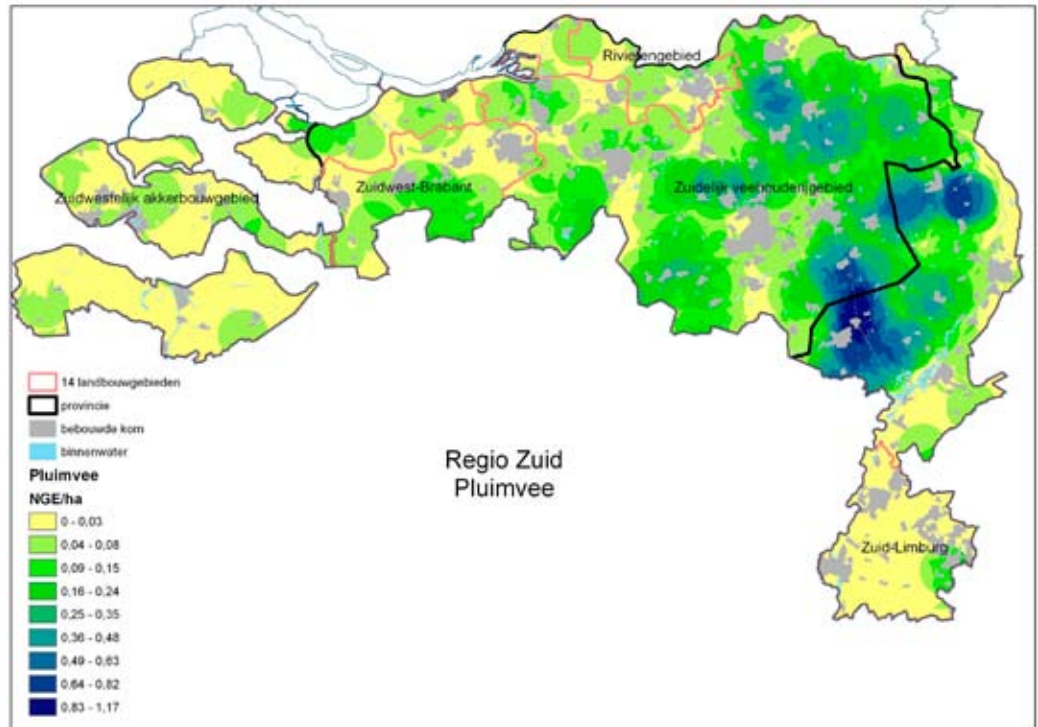 Rivierengebied
Zuidwestelijk akkerbouwgebied
Zuidwest-Brabant
Zuidelijk veehouderijgebied
14 landbouwgebieden
provincie
bebouwde kom
binnenwater
Pluimvee
NGE/ha
0 - 0,03
0,04 - 0,08
0,09 - 0,15
0,16 - 0,24
0,25 - 0,35
0,36 - 0,48
0,49 - 0,63
0,64 - 0,82
0,83 - 1,17
Regio Zuid
Pluimvee
Zuid-Limburg